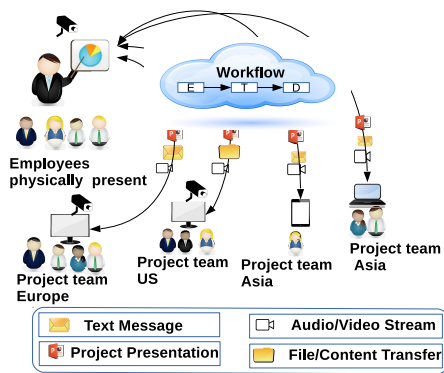 Workflow
E T D
Employees
physically present
Project team
Europe
Project team
US
Project team
Asia
Project team
Asia
Text Message
Audio/Video Stream
Project Presentation
File/Content Transfer